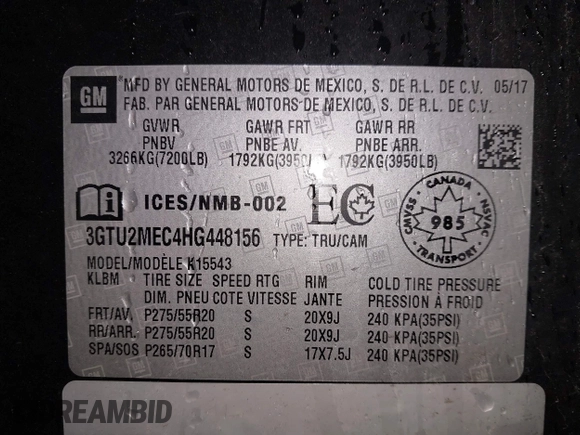 GM
MFD BY GENERAL MOTORS DE MEXICO, S. DE R.L. DE C.V. 05/17
FAB. PAR GENERAL MOTORS DE MEXICO, S. DE R.L. DE C.V.
GVWR GAWR FRT GAWR RR
PNBV PNBE AV. PNBE ARR.
3266KG(7200LB) 1792KG(3950 1792KG(3950LB)
ICES/NMB-002 EC
CANADA
CMVSS NSVAC
985
TRANSPORT
3GTU2MEC4HG448156 TYPE: TRU/CAM
MODEL/MODÈLE K15543
KLBM TIRE SIZE SPEED RTG RIM COLD TIRE PRESSURE
DIM. PNEU COTE VITESSE JANTE PRESSION À FROID
FRT/AV. P275/55R20 S 20X9J 240 KPA(35PSI)
RR/ARR. P275/55R20 S 20X9J 240 KPA(35PSI)
SPA/SOS P265/70R17 S 17X7.5J 240 KPA(35PSI)
DREAMBID